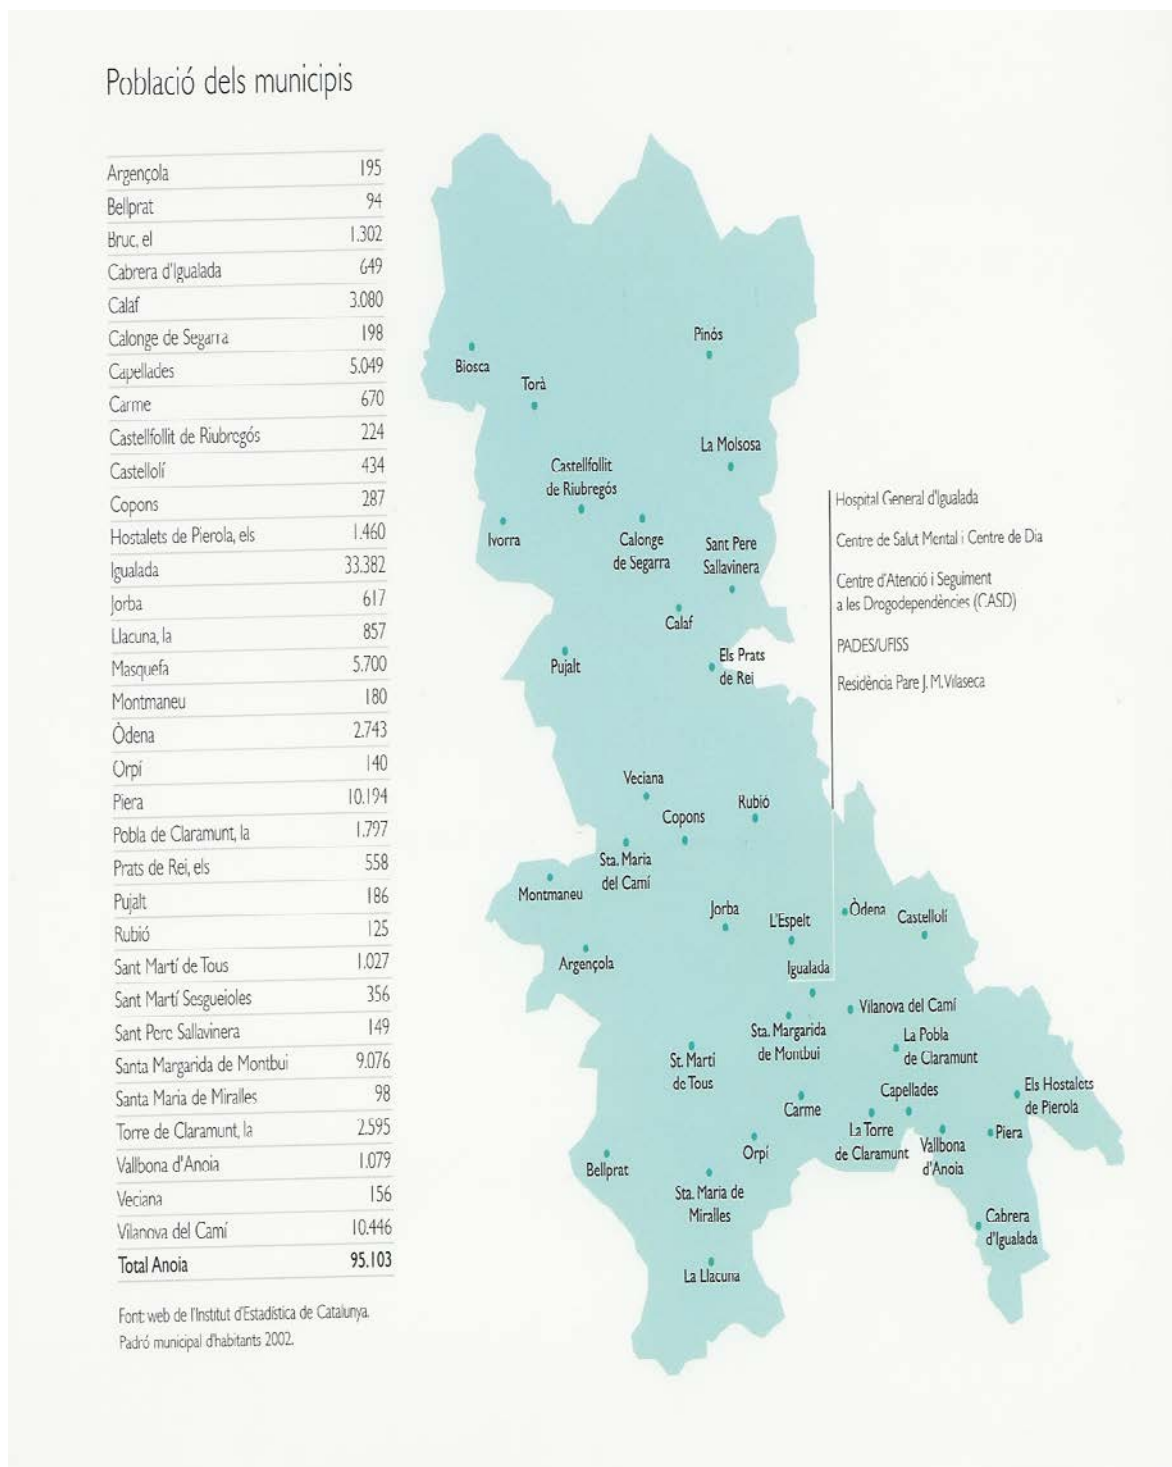 Població dels municipis
Argençola 195
Bellprat 94
Bruc, el 1.302
Cabrera d'Igualada 649
Calaf 3.080
Calonge de Segarra 198
Capellades 5.049
Carme 670
Castellfollit de Riubregós 224
Castellolí 434
Copons 287
Hostalets de Pierola, els 1.460
Igualada 33.382
Jorba 617
Llacuna, la 857
Masquefa 5.700
Montmaneu 180
Òdena 2.743
Orpí 140
Piera 10.194
Pobla de Claramunt, la 1.797
Prats de Rei, els 558
Pujalt 186
Rubió 125
Sant Martí de Tous 1.027
Sant Martí Sesgueioles 356
Sant Pere Sallavinera 149
Santa Margarida de Montbui 9.076
Santa Maria de Miralles 98
Torre de Claramunt, la 2.595
Vallbona d'Anoia 1.079
Veciana 156
Vilanova del Camí 10.446
Total Anoia 95.103
Font: web de l'Institut d'Estadística de Catalunya.
Padró municipal d'habitants 2002.
Pinós
Biosca
Torà
La Molsosa
Castellfollit
de Riubregós
Ivorra
Calonge
de Segarra
Sant Pere
Sallavinera
Calaf
Pujalt
Els Prats
de Rei
Hospital General d'Igualada
Centre de Salut Mental i Centre de Dia
Centre d'Atenció i Seguiment
a les Drogodependències (CASD)
PADES/UFISS
Residència Pare J. M. Vilaseca
Veciana
Copons
Rubió
Sta. Maria
del Camí
Montmaneu
Jorba
L'Espelt
Òdena
Castellolí
Argençola
Igualada
Vilanova del Camí
Sta. Margarida
de Montbui
La Pobla
de Claramunt
St. Martí
de Tous
Capellades
Els Hostalets
de Pierola
Carme
La Torre
de Claramunt
Vallbona
d'Anoia
Piera
Orpí
Bellprat
Sta. Maria de
Miralles
Cabrera
d'Igualada
La Llacuna